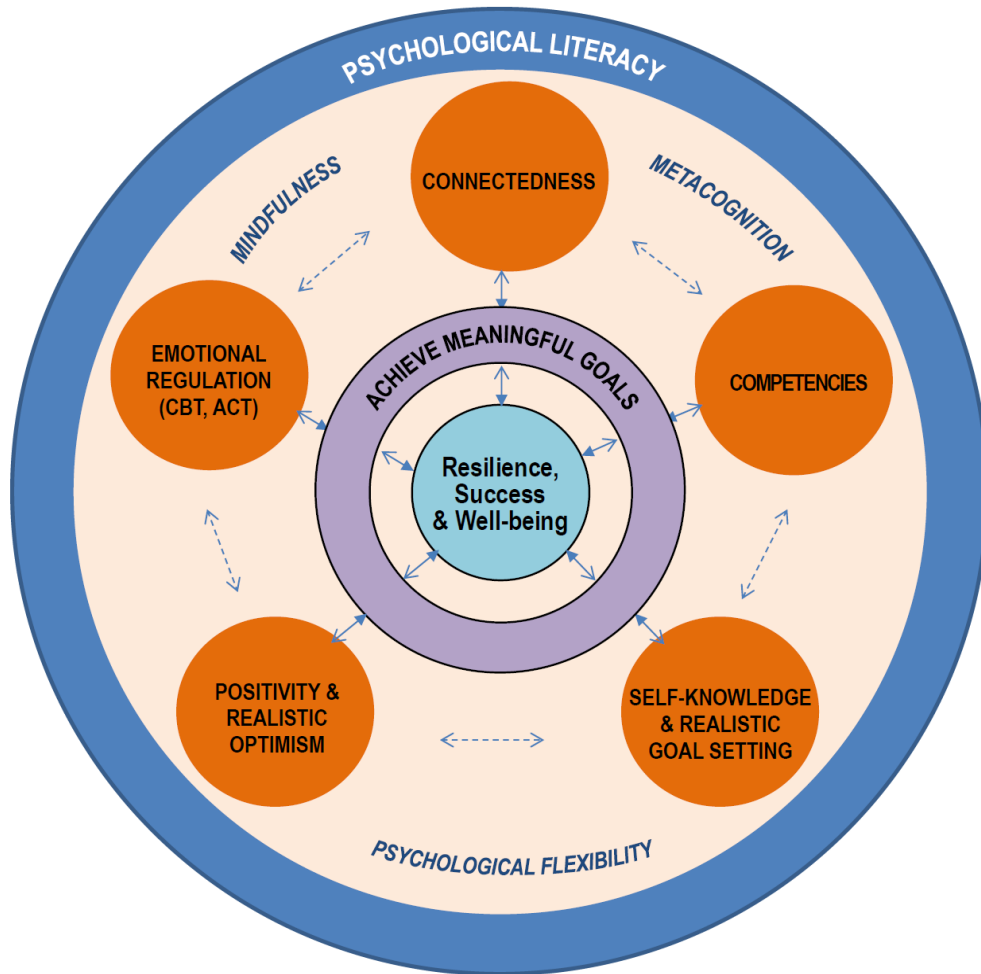 PSYCHOLOGICAL LITERACY
MINDFULNESS
METACOGNITION
CONNECTEDNESS
EMOTIONAL
REGULATION
(CBT, ACT)
COMPETENCIES
ACHIEVE MEANINGFUL GOALS
Resilience,
Success
& Well-being
POSITIVITY &
REALISTIC
OPTIMISM
SELF-KNOWLEDGE
& REALISTIC
GOAL SETTING
PSYCHOLOGICAL FLEXIBILITY